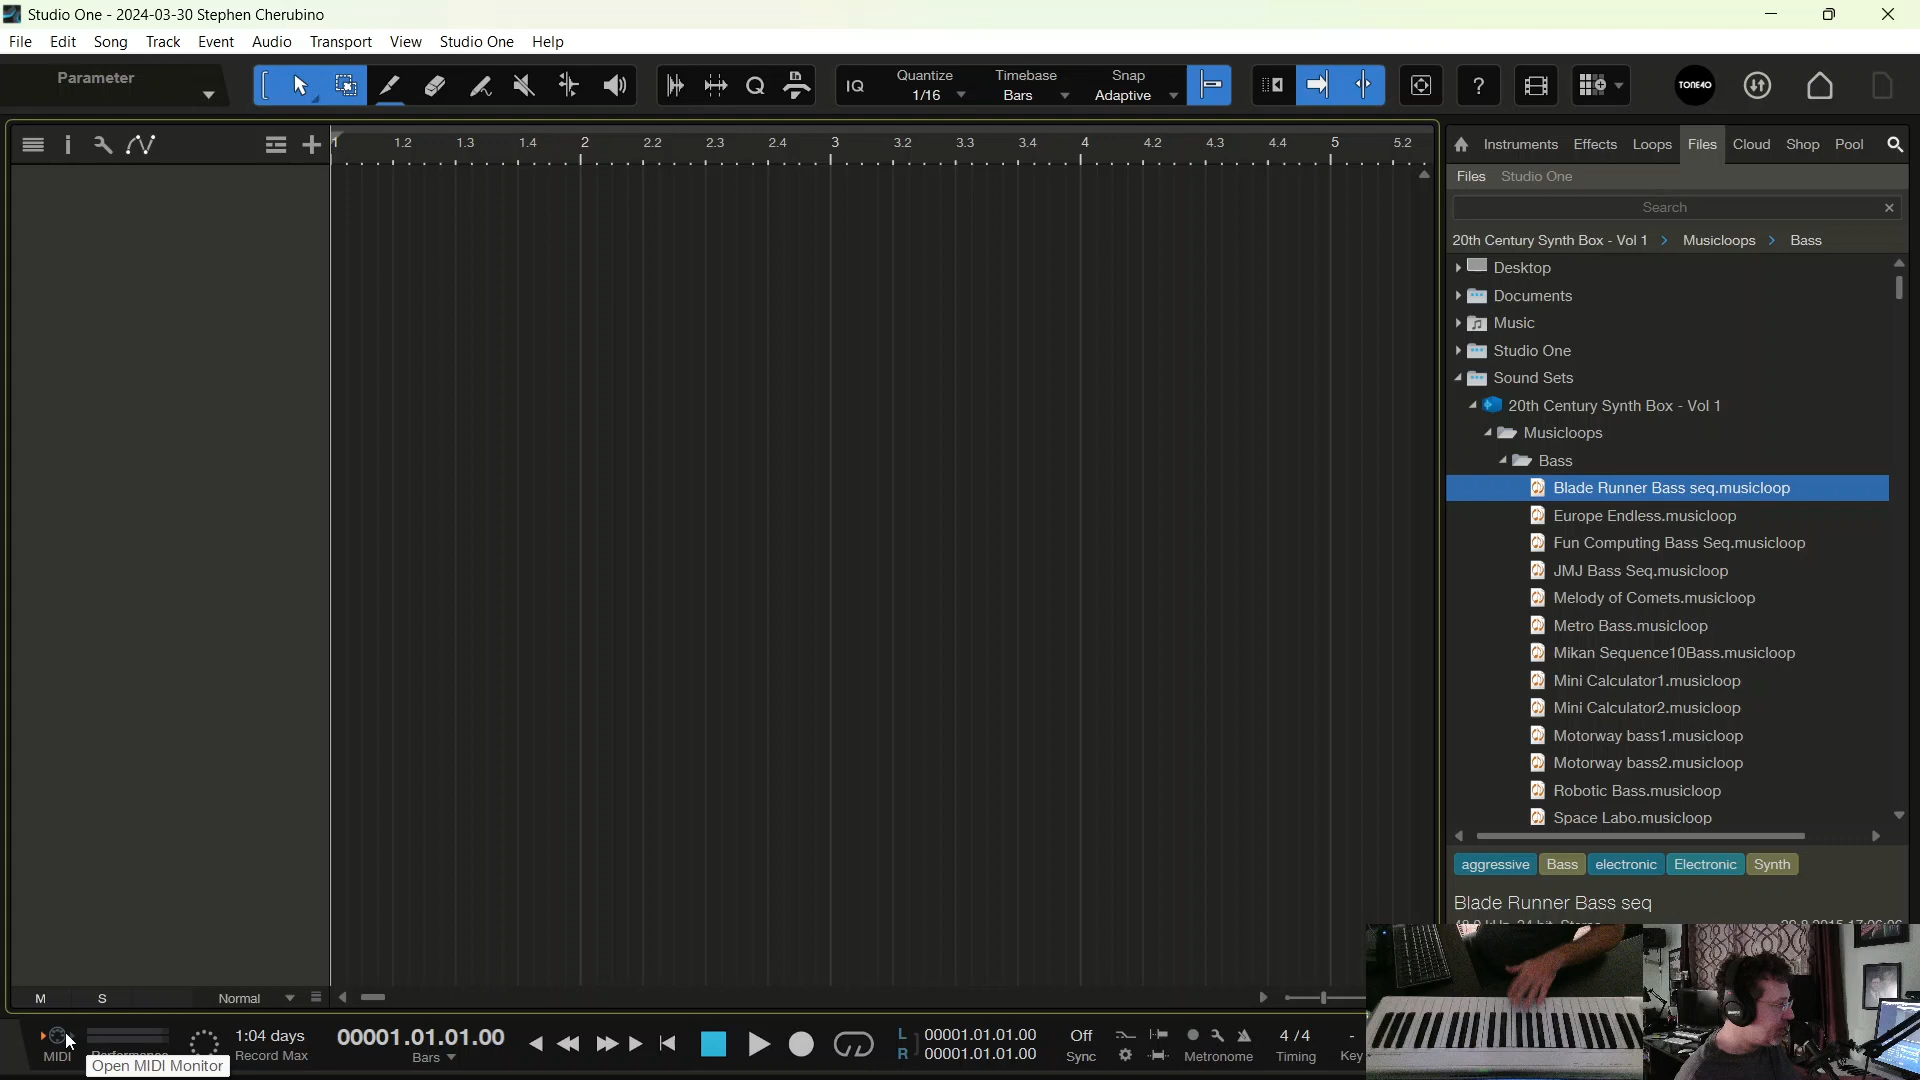 Studio One - 2024-03-30 Stephen Cherubino
File Edit Song Track Event Audio Transport View Studio One Help
Parameter
IQ
Quantize
1/16
Timebase
Bars
Snap
Adaptive
TONE40
1 1.2 1.3 1.4 2 2.2 2.3 2.4 3 3.2 3.3 3.4 4 4.2 4.3 4.4 5 5.2
Instruments Effects Loops Files Cloud Shop Pool
Files Studio One
Search
20th Century Synth Box - Vol 1 > Musicloops > Bass
Desktop
Documents
Music
Studio One
Sound Sets
20th Century Synth Box - Vol 1
Musicloops
Bass
Blade Runner Bass seq.musicloop
Europe Endless.musicloop
Fun Computing Bass Seq.musicloop
JMJ Bass Seq.musicloop
Melody of Comets.musicloop
Metro Bass.musicloop
Mikan Sequence10Bass.musicloop
Mini Calculator1.musicloop
Mini Calculator2.musicloop
Motorway bass1.musicloop
Motorway bass2.musicloop
Robotic Bass.musicloop
Space Labo.musicloop
aggressive Bass electronic Electronic Synth
Blade Runner Bass seq
M S Normal
MIDI
Performance
Open MIDI Monitor
1:04 days
Record Max
00001.01.01.00
Bars
L 00001.01.01.00
R 00001.01.01.00
Off
Sync
Metronome
4 / 4
Timing
-
Key